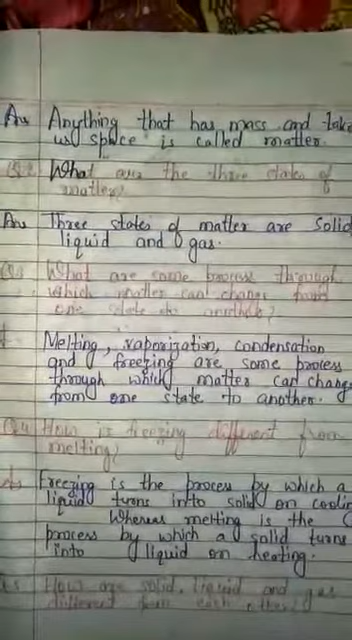 Ans Anything that has mass and take
up space is called matter.
Q2 What are the three states of
matter?
Ans Three states of matter are Solid
liquid and gas.
Q3 What are some process through
which matter can change from
one state to another?
Melting, vaporization, condensation
and freezing are some process
through which matter can change
from one state to another.
Q4 How is freezing different from
melting?
Freezing is the process by which a
liquid turns into solid on cooling
Whereas melting is the
process by which a solid turns
into liquid on heating.
How are solid, liquid and gas
different from each other?